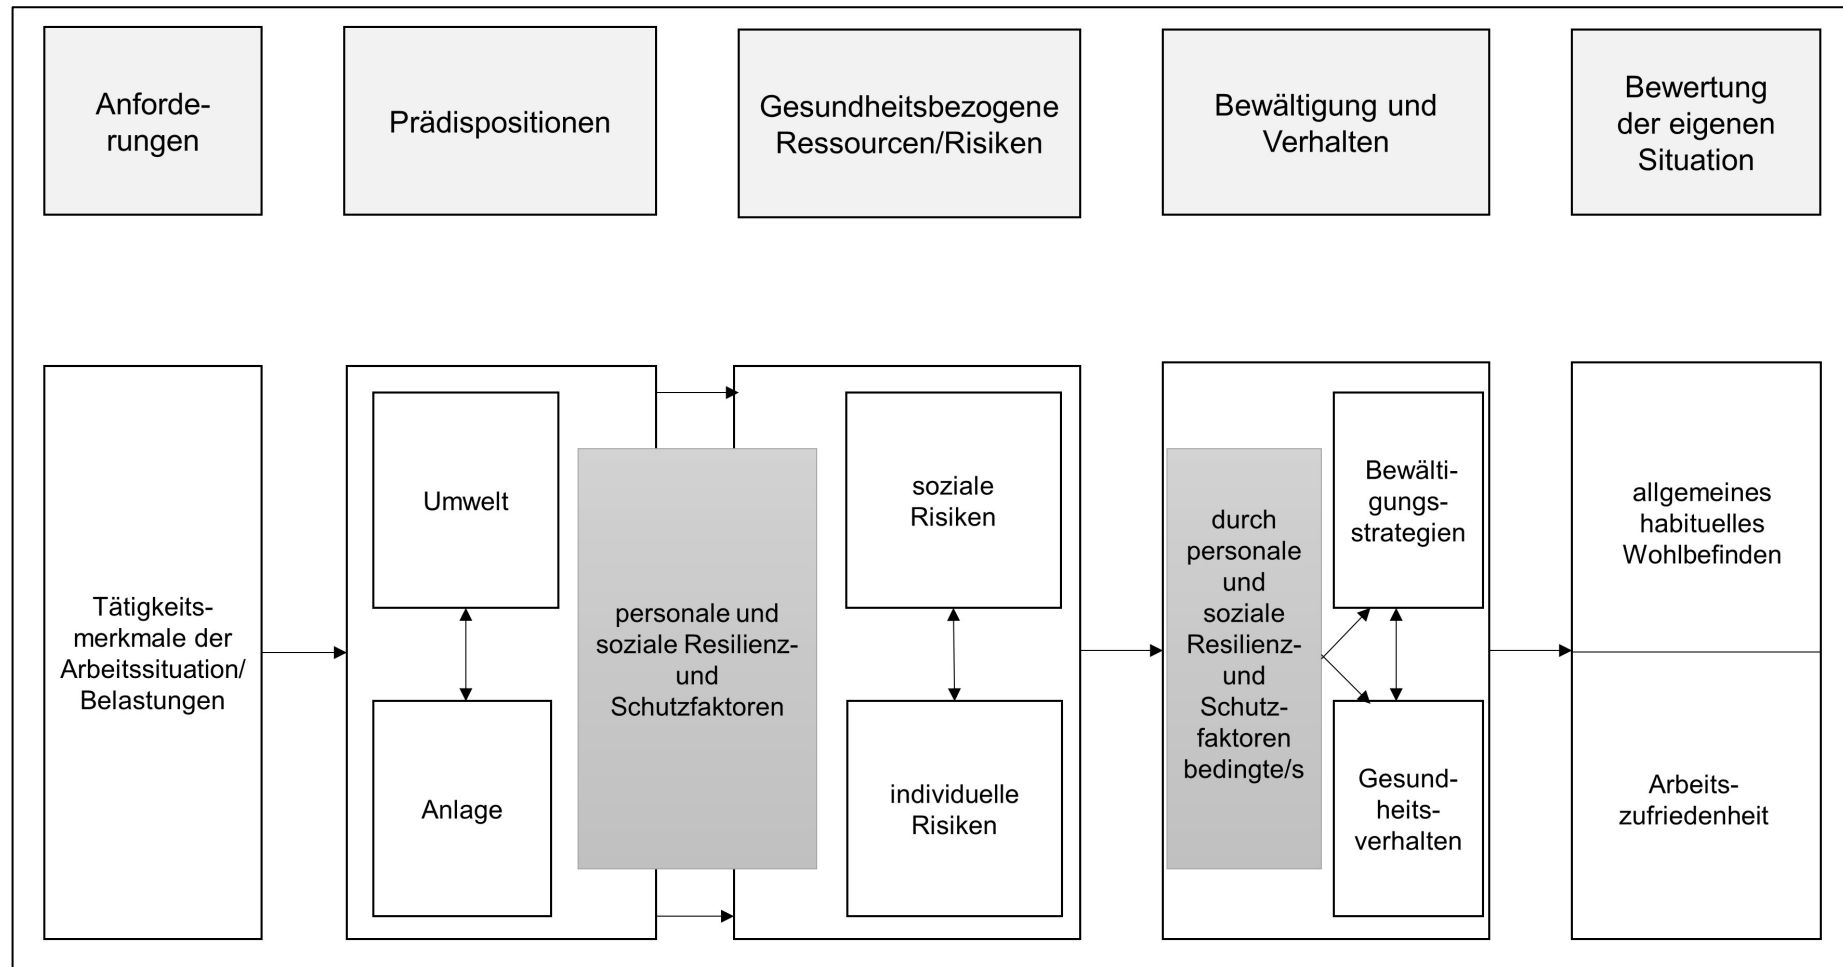 Anforde-
rungen
Prädispositionen
Gesundheitsbezogene
Ressourcen/Risiken
Bewältigung und
Verhalten
Bewertung
der eigenen
Situation
Tätigkeits-
merkmale der
Arbeitssituation/
Belastungen
Umwelt
Anlage
personale und
soziale Resilienz-
und
Schutzfaktoren
soziale
Risiken
individuelle
Risiken
durch
personale
und
soziale
Resilienz-
und
Schutz-
faktoren
bedingte/s
Bewälti-
gungs-
strategien
Gesund-
heits-
verhalten
allgemeines
habituelles
Wohlbefinden
Arbeits-
zufriedenheit